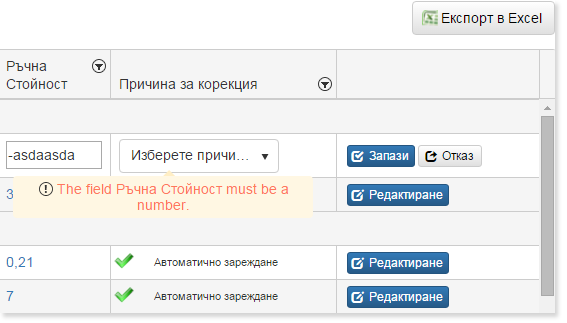 Експорт в Excel
Ръчна
Стойност
Причина за корекция
-asdaasda
Изберете причи...
Запази
Отказ
3
The field Ръчна Стойност must be a
number.
Редактиране
0,21
Автоматично зареждане
Редактиране
7
Автоматично зареждане
Редактиране